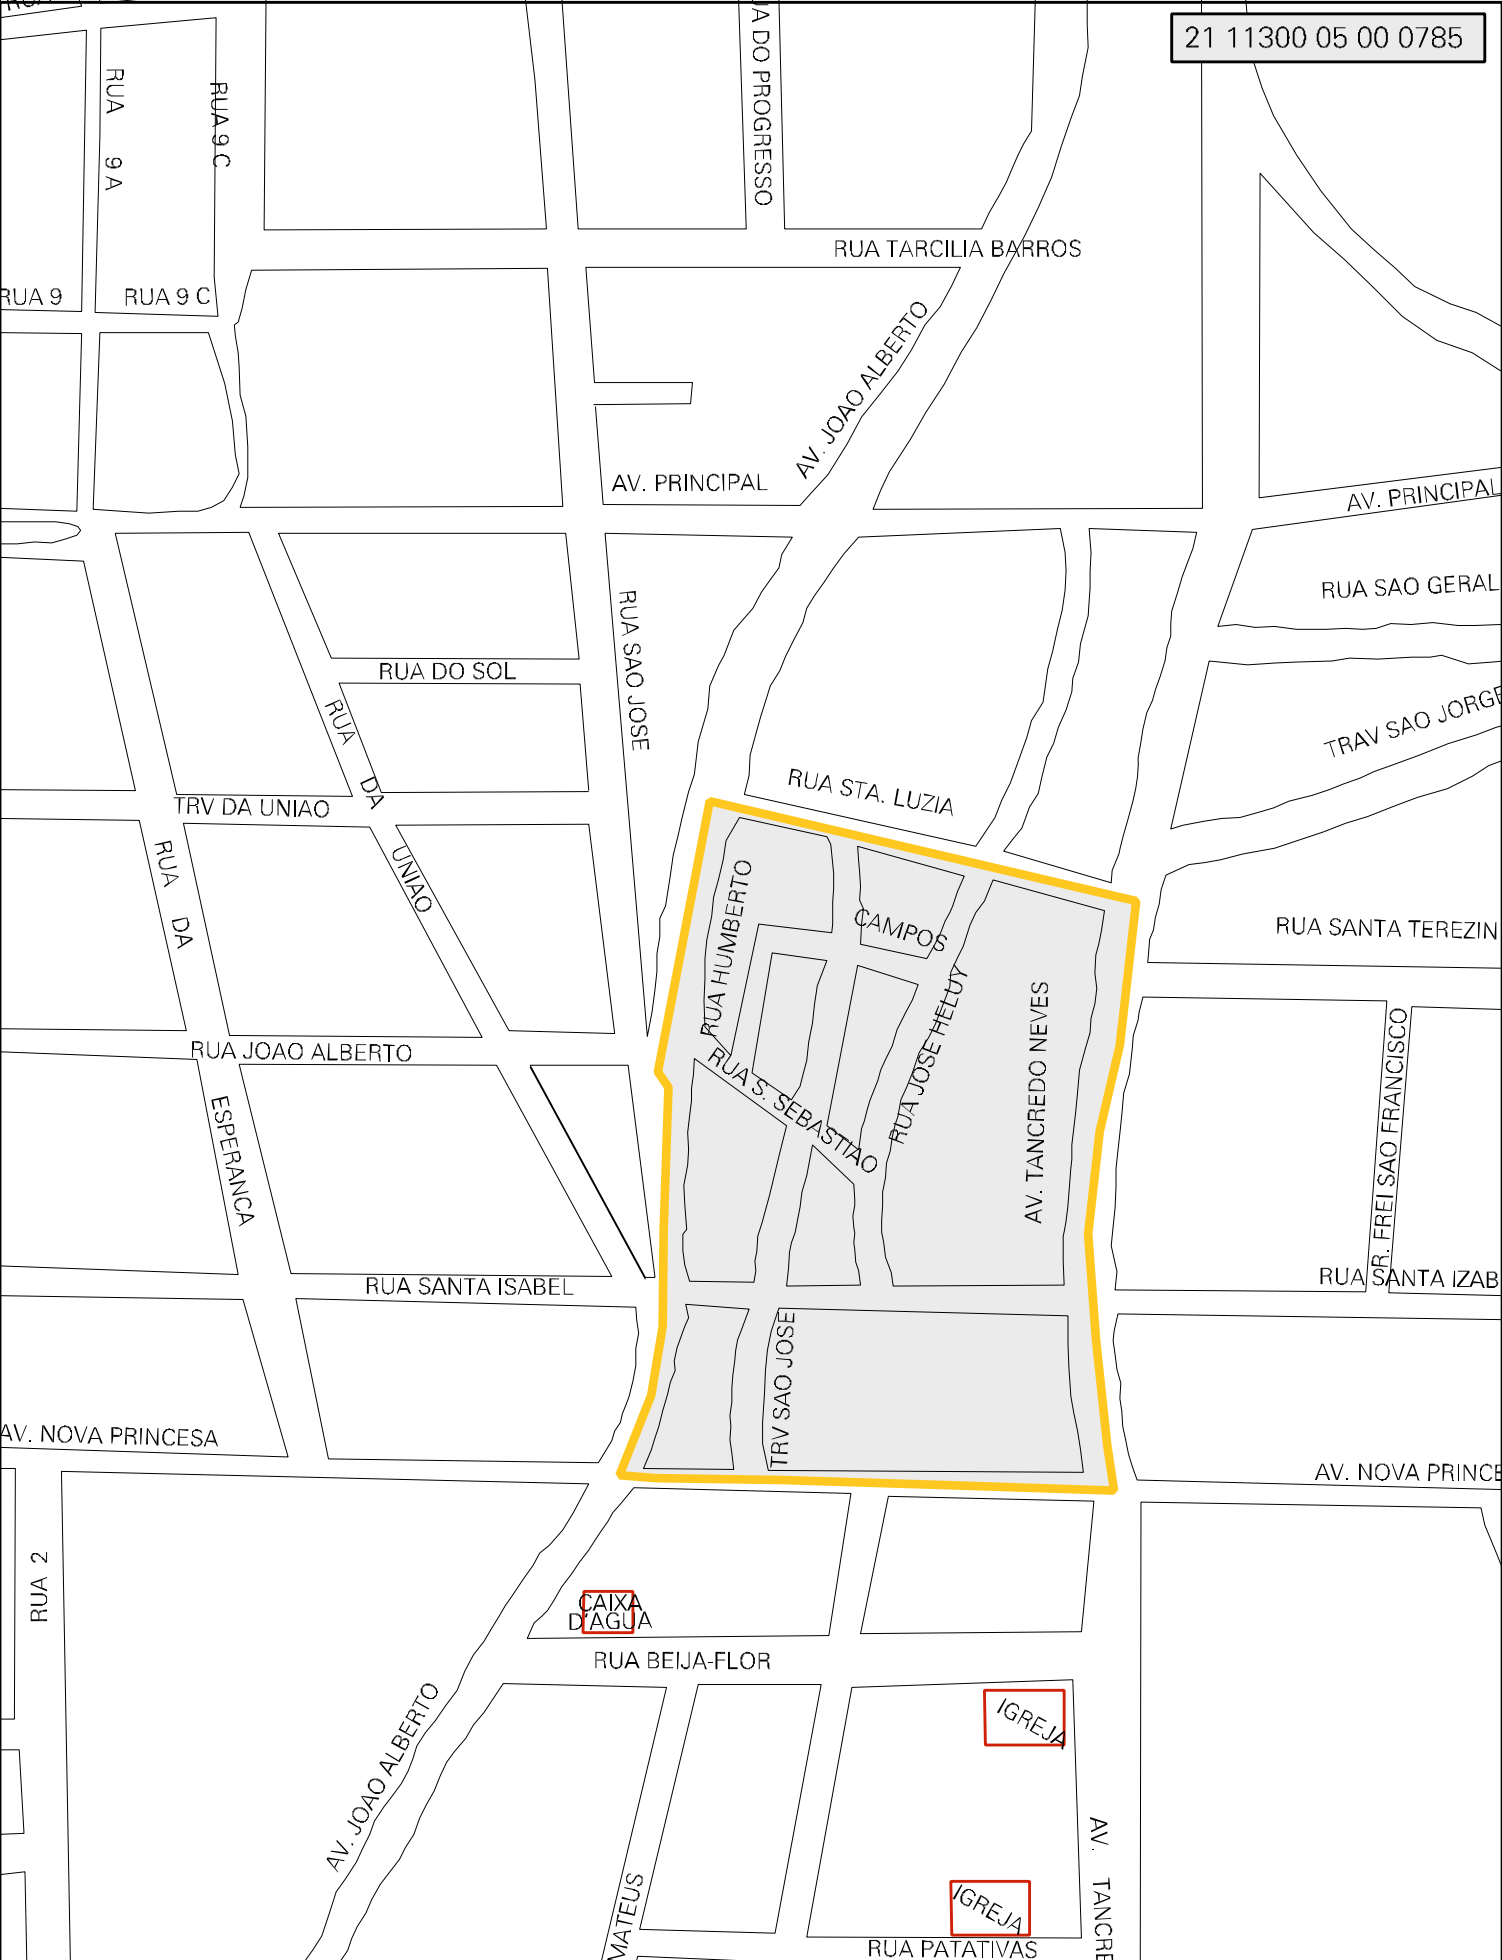 21 11300 05 00 0785
RUA 9 A
RUA 9 C
RUA DO PROGRESSO
RUA TARCILIA BARROS
RUA 9
RUA 9 C
AV. JOAO ALBERTO
AV. PRINCIPAL
AV. PRINCIPAL
RUA SAO GERAL
RUA SAO JOSE
RUA DO SOL
TRAV SAO JORGE
RUA DA UNIAO
RUA STA. LUZIA
TRV DA UNIAO
RUA DA ESPERANCA
RUA HUMBERTO CAMPOS
RUA SANTA TEREZIN
RUA JOSE HELUY
AV. TANCREDO NEVES
RUA JOAO ALBERTO
RUA S. SEBASTIAO
R. FREI SAO FRANCISCO
RUA SANTA ISABEL
RUA SANTA IZAB
TRV SAO JOSE
AV. NOVA PRINCESA
AV. NOVA PRINCE
RUA 2
CAIXA
D'AGUA
RUA BEIJA-FLOR
AV. JOAO ALBERTO
IGREJA
AV. TANCRE
MATEUS
IGREJA
RUA PATATIVAS